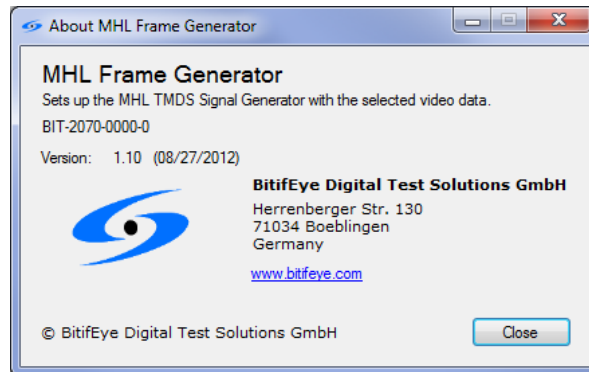 About MHL Frame Generator
MHL Frame Generator
Sets up the MHL TMDS Signal Generator with the selected video data.
BIT-2070-0000-0
Version: 1.10 (08/27/2012)
BitifEye Digital Test Solutions GmbH
Herrenberger Str. 130
71034 Boeblingen
Germany
www.bitifeye.com
© BitifEye Digital Test Solutions GmbH
Close